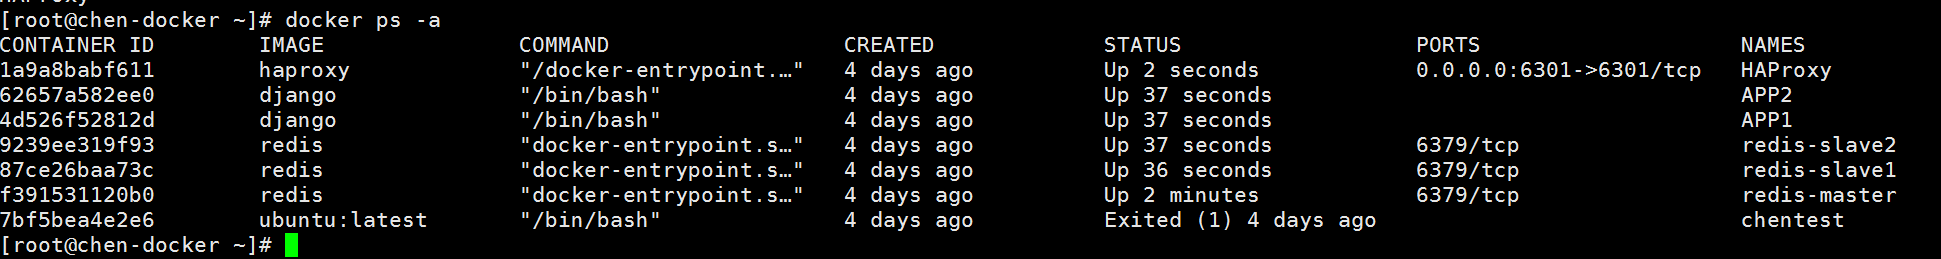 [root@chen-docker ~]# docker ps -a
CONTAINER ID        IMAGE               COMMAND                  CREATED             STATUS                  PORTS                    NAMES
1a9a8babf611        haproxy             "/docker-entrypoint.…"   4 days ago          Up 2 seconds            0.0.0.0:6301->6301/tcp   HAProxy
62657a582ee0        django              "/bin/bash"              4 days ago          Up 37 seconds                                    APP2
4d526f52812d        django              "/bin/bash"              4 days ago          Up 37 seconds                                    APP1
9239ee319f93        redis               "docker-entrypoint.s…"   4 days ago          Up 37 seconds           6379/tcp                 redis-slave2
87ce26baa73c        redis               "docker-entrypoint.s…"   4 days ago          Up 36 seconds           6379/tcp                 redis-slave1
f391531120b0        redis               "docker-entrypoint.s…"   4 days ago          Up 2 minutes            6379/tcp                 redis-master
7bf5bea4e2e6        ubuntu:latest       "/bin/bash"              4 days ago          Exited (1) 4 days ago                            chentest
[root@chen-docker ~]#